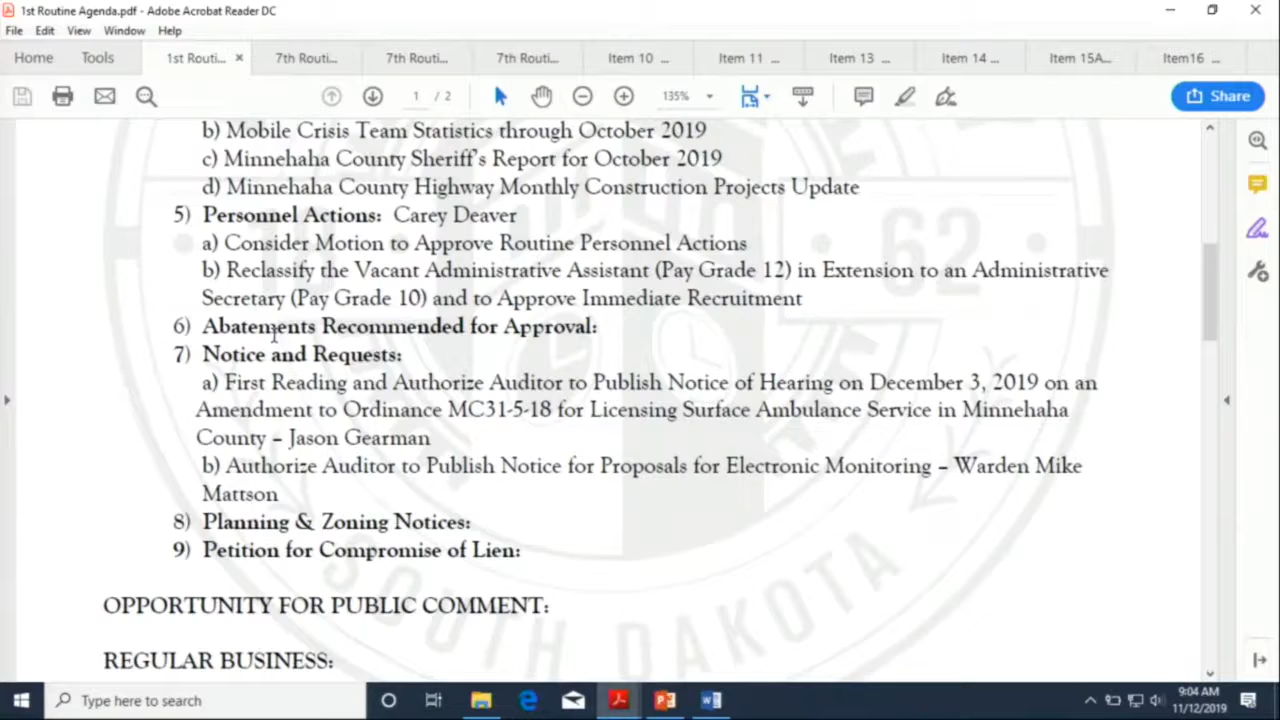 1st Routine Agenda.pdf - Adobe Acrobat Reader DC
File Edit View Window Help
Home Tools 1st Routi... × 7th Routi... 7th Routi... 7th Routi... Item 10 ... Item 11 ... Item 13 ... Item 14 ... Item 15A... Item16 ...
1 / 2 135% Share
b) Mobile Crisis Team Statistics through October 2019
c) Minnehaha County Sheriff's Report for October 2019
d) Minnehaha County Highway Monthly Construction Projects Update
5) Personnel Actions: Carey Deaver
a) Consider Motion to Approve Routine Personnel Actions
b) Reclassify the Vacant Administrative Assistant (Pay Grade 12) in Extension to an Administrative
Secretary (Pay Grade 10) and to Approve Immediate Recruitment
6) Abatements Recommended for Approval:
7) Notice and Requests:
a) First Reading and Authorize Auditor to Publish Notice of Hearing on December 3, 2019 on an
Amendment to Ordinance MC31-5-18 for Licensing Surface Ambulance Service in Minnehaha
County – Jason Gearman
b) Authorize Auditor to Publish Notice for Proposals for Electronic Monitoring – Warden Mike
Mattson
8) Planning & Zoning Notices:
9) Petition for Compromise of Lien:
OPPORTUNITY FOR PUBLIC COMMENT:
REGULAR BUSINESS:
18 62
SOUTH DAKOTA
Type here to search
9:04 AM
11/12/2019